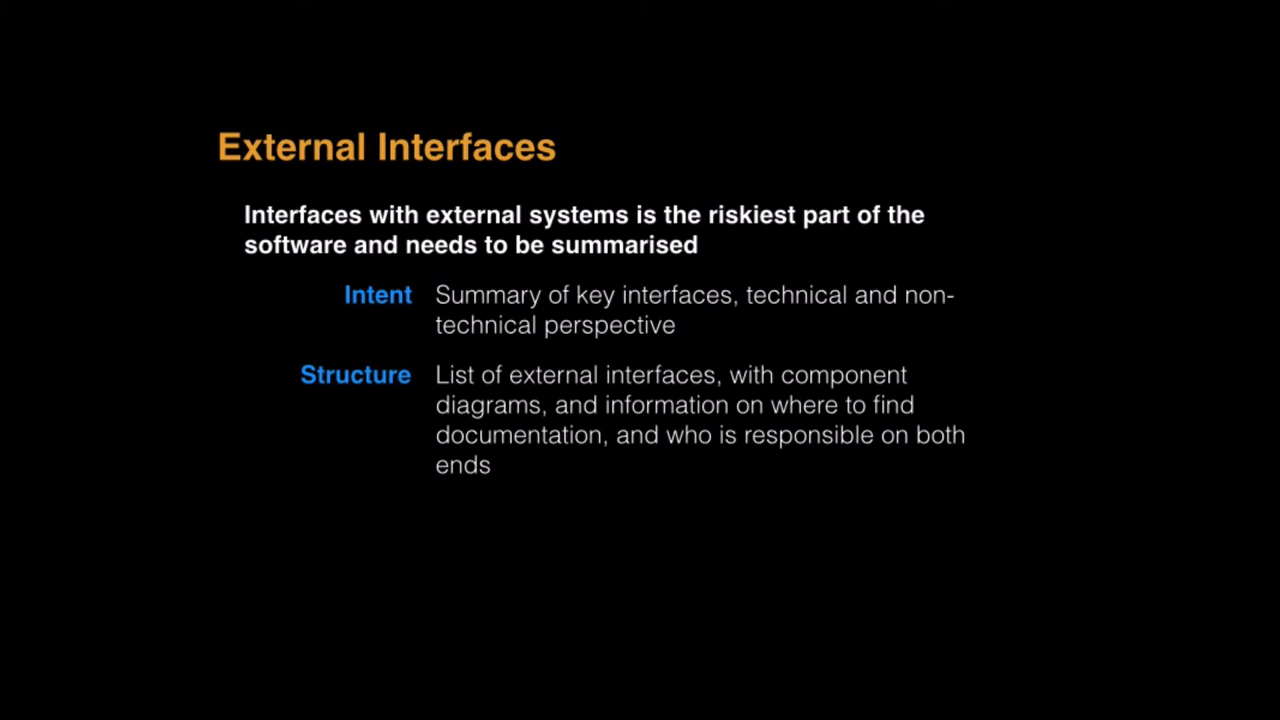 External Interfaces
Interfaces with external systems is the riskiest part of the
software and needs to be summarised
Intent Summary of key interfaces, technical and non-
technical perspective
Structure List of external interfaces, with component
diagrams, and information on where to find
documentation, and who is responsible on both
ends